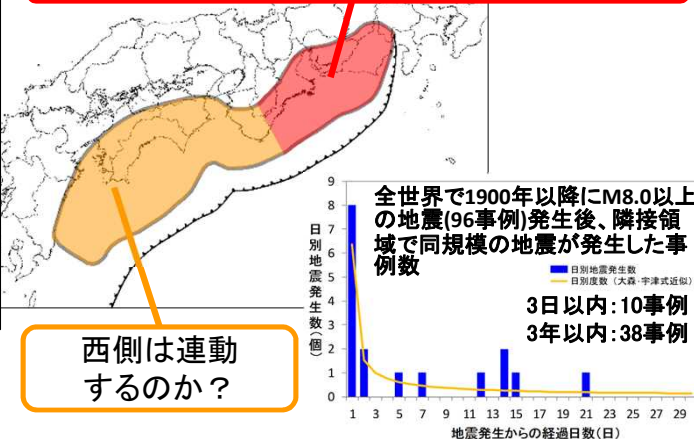 全世界で1900年以降にM8.0以上
の地震(96事例)発生後、隣接領
域で同規模の地震が発生した事
例数
日別地震発生数
日別度数（大森・宇津式近似）
3日以内：10事例
3年以内：38事例
日別地震発生数（個）
9
8
7
6
5
4
3
2
1
0
1 3 5 7 9 11 13 15 17 19 21 23 25 27 29
地震発生からの経過日数（日）
西側は連動
するのか？